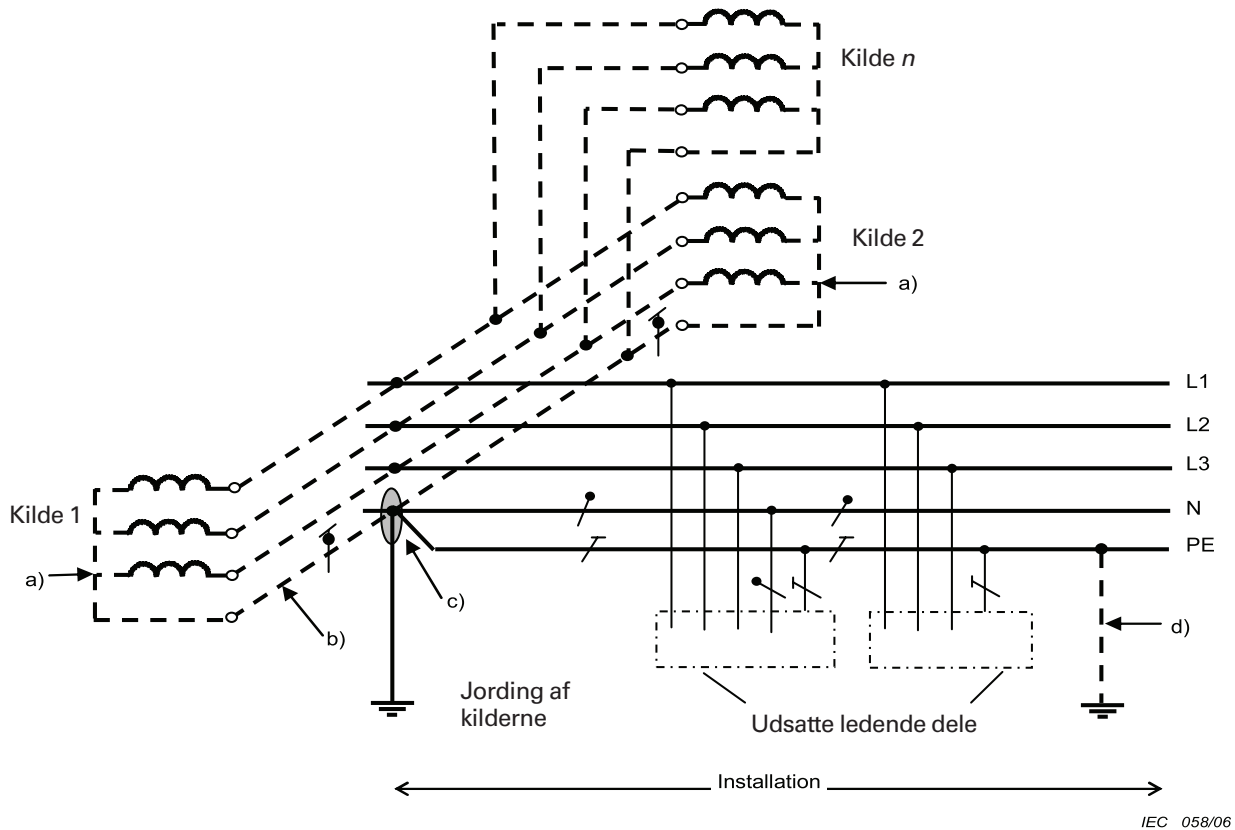 Kilde n
Kilde 2
a)
L1
L2
L3
N
PE
Kilde 1
a)
b)
c)
d)
Jording af
kilderne
Udsatte ledende dele
Installation
IEC 058/06